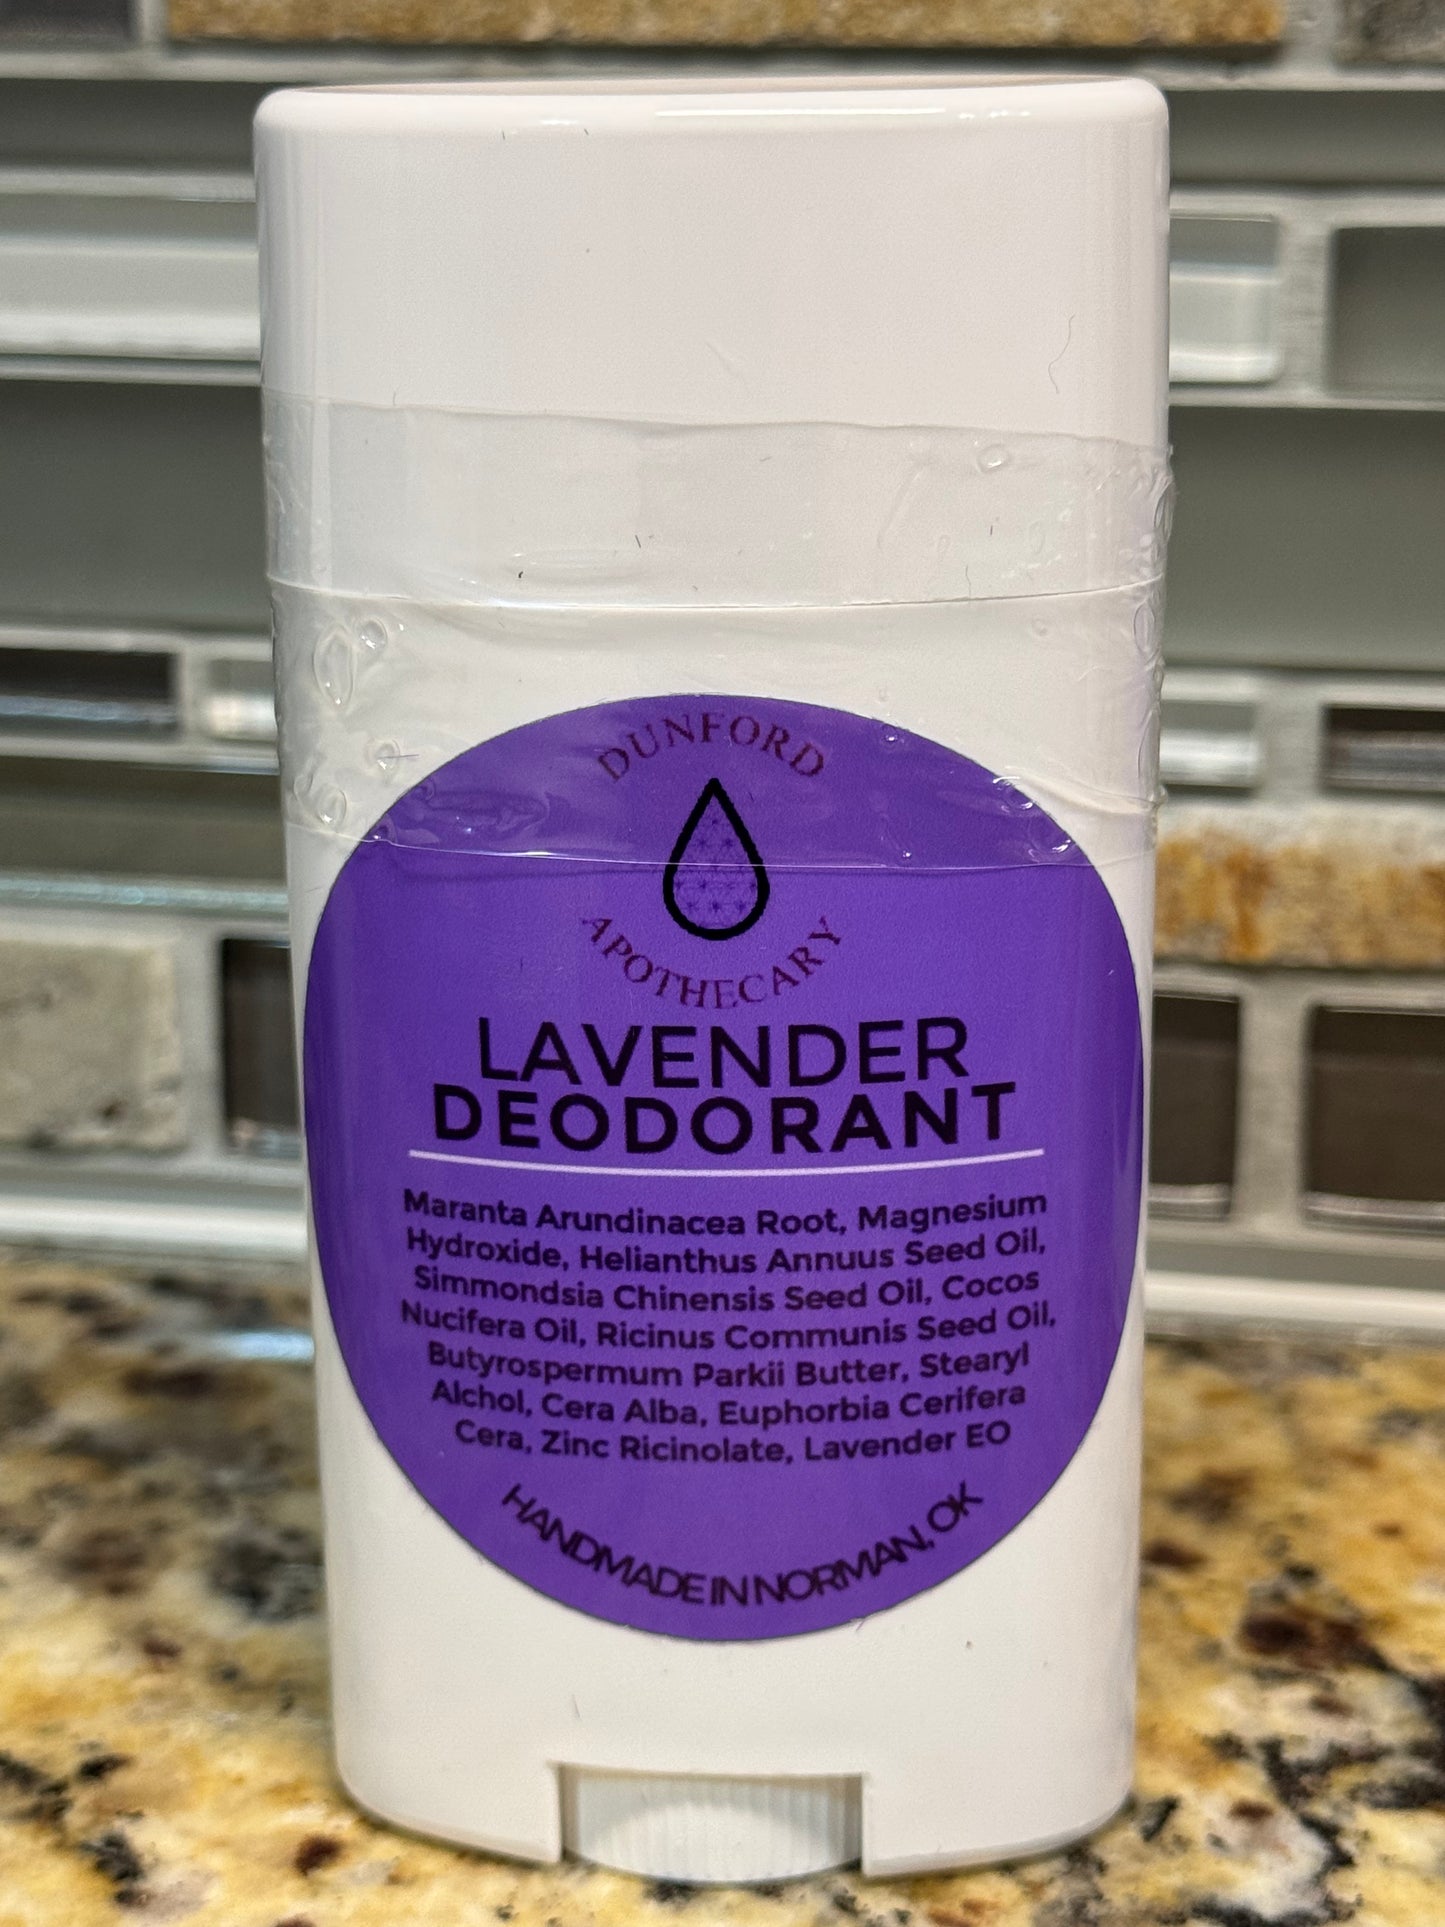 DUNFORD
APOTHECARY
LAVENDER
DEODORANT
Maranta Arundinacea Root, Magnesium
Hydroxide, Helianthus Annuus Seed Oil,
Simmondsia Chinensis Seed Oil, Cocos
Nucifera Oil, Ricinus Communis Seed Oil,
Butyrospermum Parkii Butter, Stearyl
Alchol, Cera Alba, Euphorbia Cerifera
Cera, Zinc Ricinolate, Lavender EO
HANDMADE IN NORMAN, OK